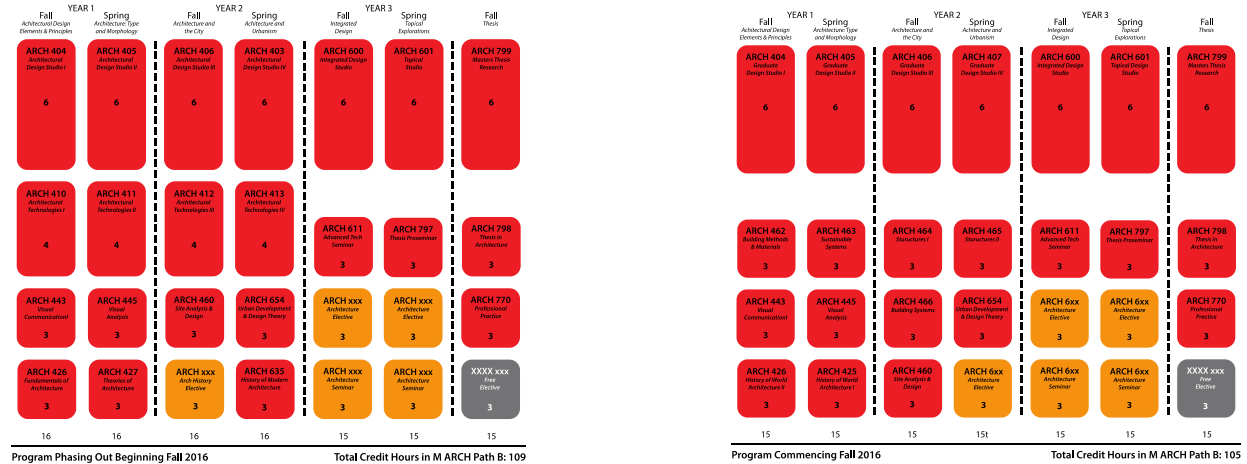 YEAR 1
YEAR 2
YEAR 3
Fall
Spring
Fall
Spring
Fall
Spring
Fall
Achitectural Design
Elements & Principles
Architecture: Type
and Morphology
Architecture and
the City
Architecture and
Urbanism
Integrated
Design
Topical
Explorations
Thesis
ARCH 404
Architectural
Design Studio I
6
ARCH 405
Architectural
Design Studio II
6
ARCH 406
Architectural
Design Studio III
6
ARCH 403
Architectural
Design Studio IV
6
ARCH 600
Integrated Design
Studio
6
ARCH 601
Topical
Studio
6
ARCH 799
Masters Thesis
Research
6
ARCH 410
Architectural
Technologies I
4
ARCH 411
Architectural
Technologies II
4
ARCH 412
Architectural
Technologies III
4
ARCH 413
Architectural
Technologies IV
4
ARCH 611
Advanced Tech
Seminar
3
ARCH 797
Thesis Proseminar
3
ARCH 798
Thesis in
Architecture
3
ARCH 443
Visual
CommunicationI
3
ARCH 445
Visual
Analysis
3
ARCH 460
Site Analysis &
Design
3
ARCH 654
Urban Development
& Design Theory
3
ARCH xxx
Architecture
Elective
3
ARCH xxx
Architecture
Elective
3
ARCH 770
Professional
Practice
3
ARCH 426
Fundamentals of
Architecture
3
ARCH 427
Theories of
Architecture
3
ARCH xxx
Arch History
Elective
3
ARCH 635
History of Modern
Architecture
3
ARCH xxx
Architecture
Seminar
3
ARCH xxx
Architecture
Seminar
3
XXXX xxx
Free
Elective
3
16
16
16
16
15
15
15
Program Phasing Out Beginning Fall 2016
Total Credit Hours in M ARCH Path B: 109
YEAR 1
YEAR 2
YEAR 3
Fall
Spring
Fall
Spring
Fall
Spring
Fall
Achitectural Design
Elements & Principles
Architecture: Type
and Morphology
Architecture and
the City
Architecture and
Urbanism
Integrated
Design
Topical
Explorations
Thesis
ARCH 404
Graduate
Design Studio I
6
ARCH 405
Graduate
Design Studio II
6
ARCH 406
Graduate
Design Studio III
6
ARCH 407
Graduate
Design Studio IV
6
ARCH 600
Integrated Design
Studio
6
ARCH 601
Topical Design
Studio
6
ARCH 799
Masters Thesis
Research
6
ARCH 462
Building Methods
& Materials
3
ARCH 463
Sustainable
Systems
3
ARCH 464
Sturuc­tures I
3
ARCH 465
Sturuc­tures II
3
ARCH 611
Advanced Tech
Seminar
3
ARCH 797
Thesis Proseminar
3
ARCH 798
Thesis in
Architecture
3
ARCH 443
Visual
CommunicationI
3
ARCH 445
Visual
Analysis
3
ARCH 466
Building Systems
3
ARCH 654
Urban Development
& Design Theory
3
ARCH 6xx
Architecture
Elective
3
ARCH 6xx
Architecture
Elective
3
ARCH 770
Professional
Practice
3
ARCH 426
History of World
Architecture II
3
ARCH 425
History of World
Architecture I
3
ARCH 460
Site Analysis &
Design
3
ARCH 6xx
Architecture
Elective
3
ARCH 6xx
Architecture
Seminar
3
ARCH 6xx
Architecture
Seminar
3
XXXX xxx
Free
Elective
3
15
15
15
15t
15
15
15
Program Commencing Fall 2016
Total Credit Hours in M ARCH Path B: 105